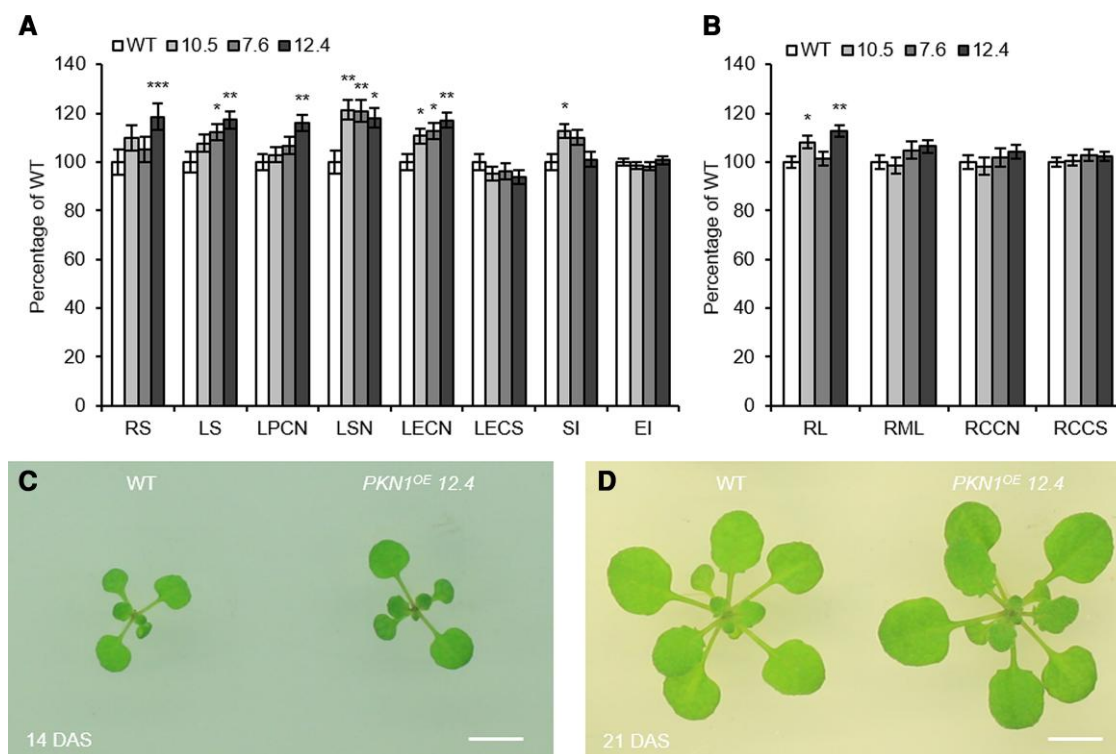 A
WT 10.5 7.6 12.4
140
120
100
80
60
40
20
0
Percentage of WT
***
*
**
**
**
**
*
*
*
**
*
RS LS LPCN LSN LECN LECS SI EI
B
WT 10.5 7.6 12.4
140
120
100
80
60
40
20
0
Percentage of WT
*
**
RL RML RCCN RCCS
C
WT PKN1OE 12.4
14 DAS
D
WT PKN1OE 12.4
21 DAS